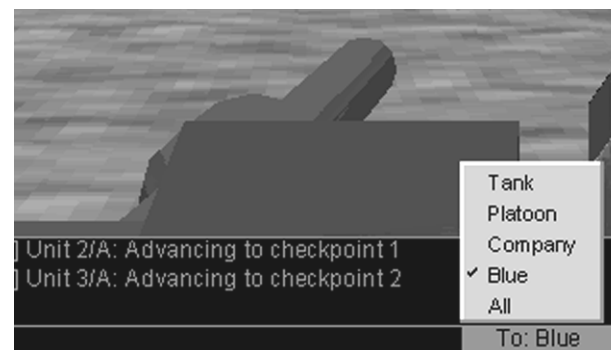 ] Unit 2/A: Advancing to checkpoint 1
] Unit 3/A: Advancing to checkpoint 2
Tank
Platoon
Company
✓ Blue
All
To: Blue